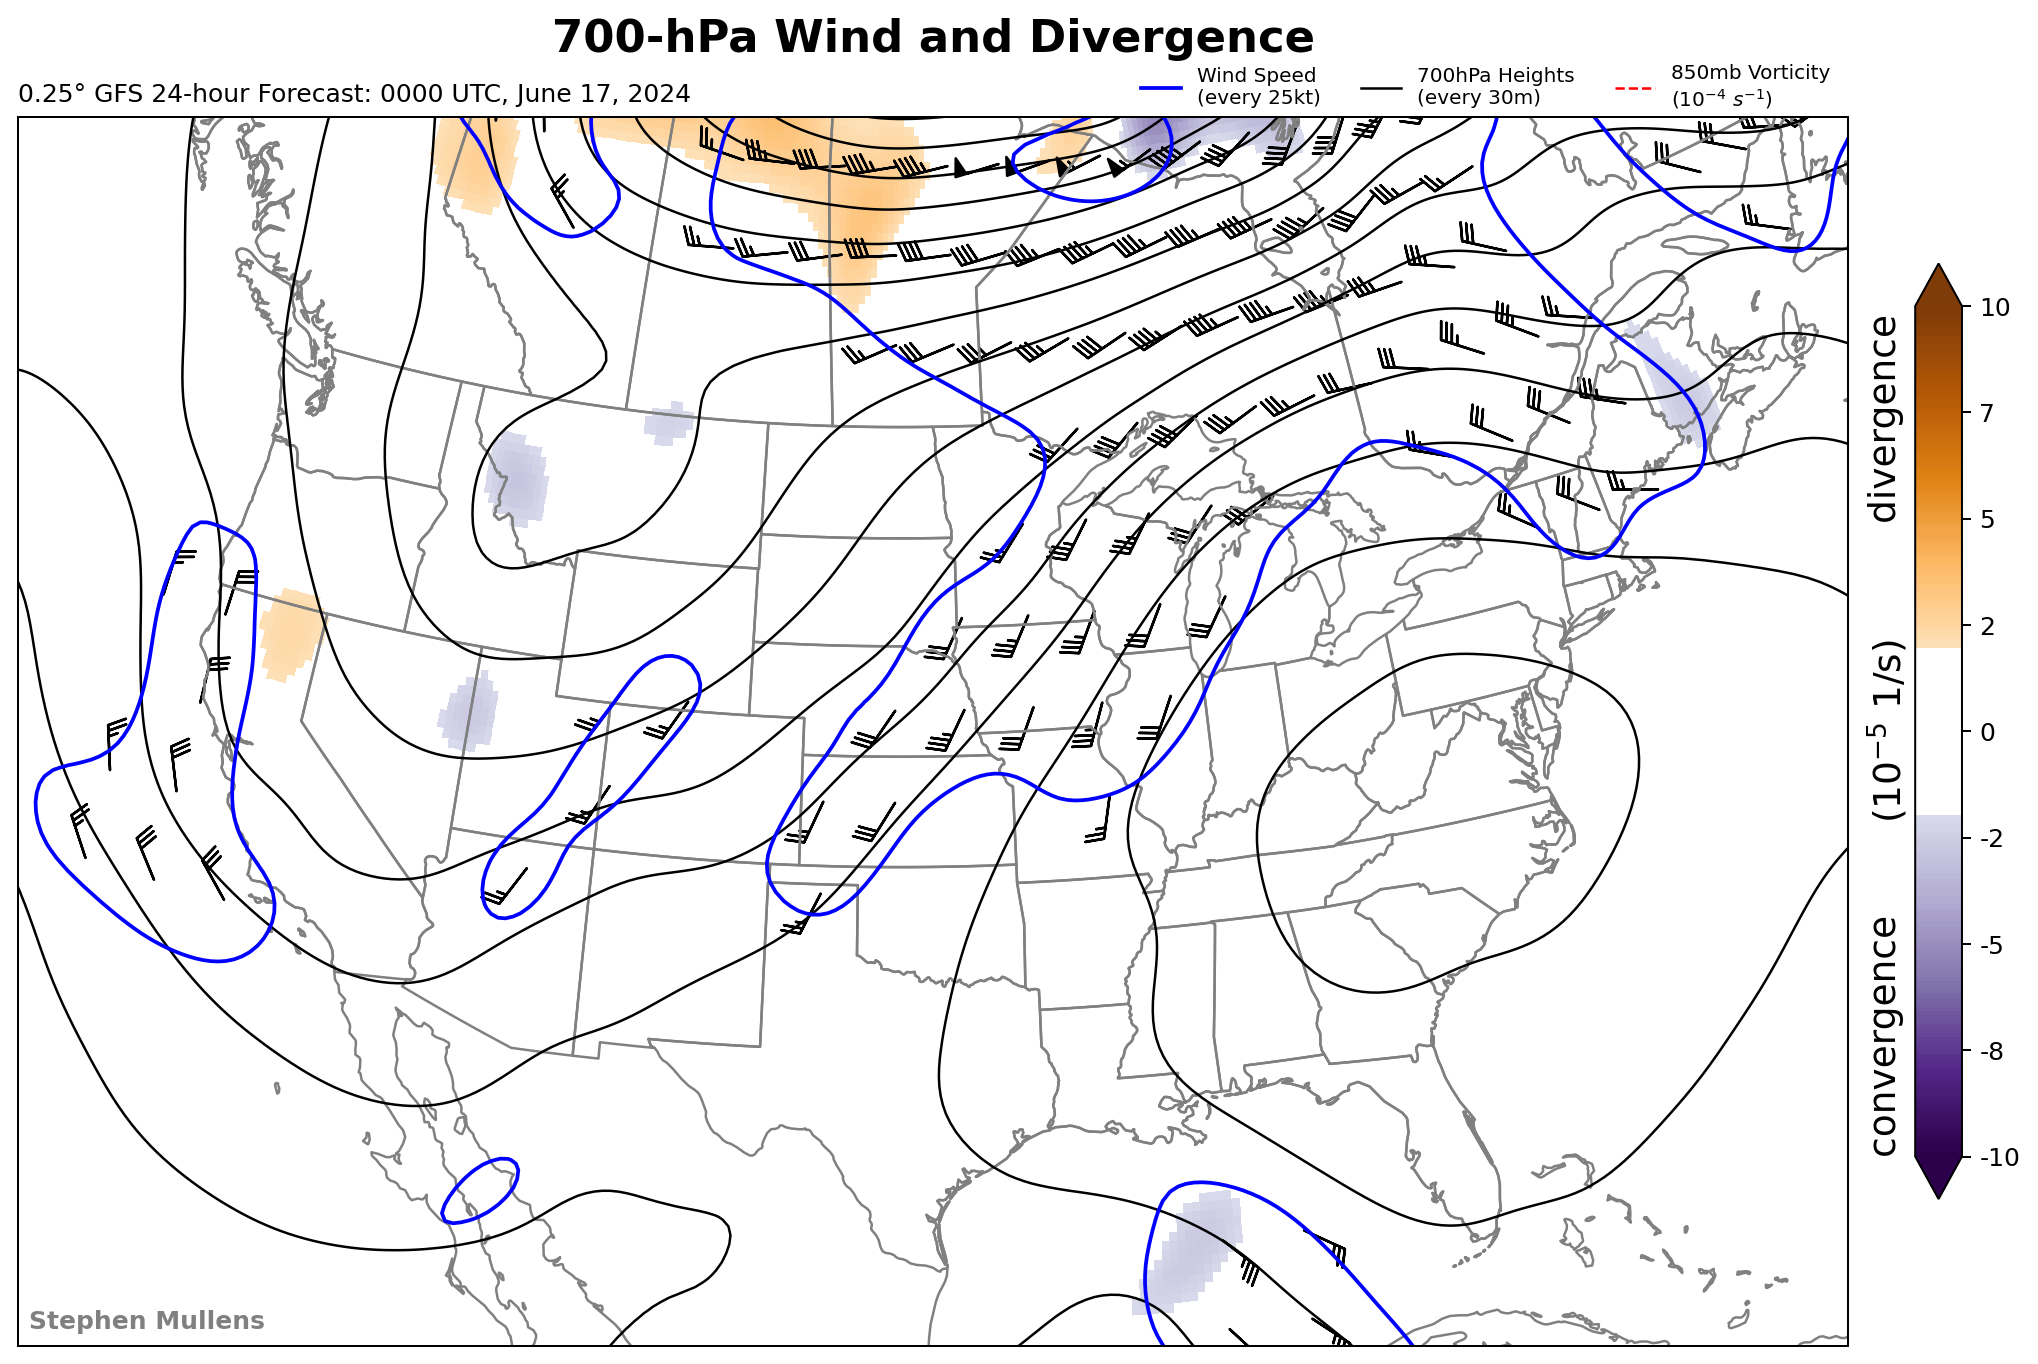 700-hPa Wind and Divergence
0.25° GFS 24-hour Forecast: 0000 UTC, June 17, 2024
Wind Speed
(every 25kt)
700hPa Heights
(every 30m)
850mb Vorticity
(10⁻⁴ s⁻¹)
10
7
5
2
0
-2
-5
-8
-10
divergence
(10⁻⁵ 1/s)
convergence
Stephen Mullens